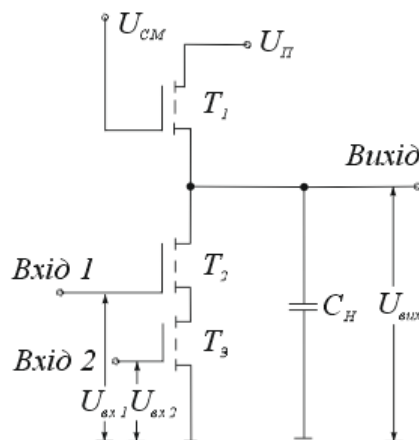 U_СМ
U_П
T_1
Вихід
Вхід 1
T_2
C_Н
U_вих
Вхід 2
T_3
U_вх 1
U_вх 2